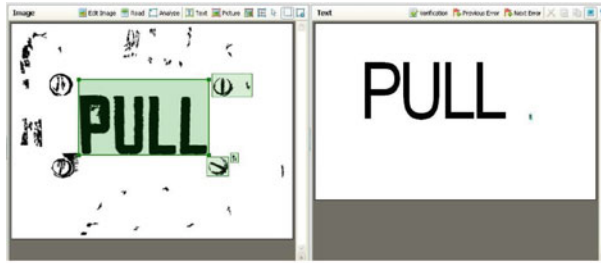 Image Edit Image Read Analyze Text Picture
Text Verification Previous Error Next Error
PULL
PULL